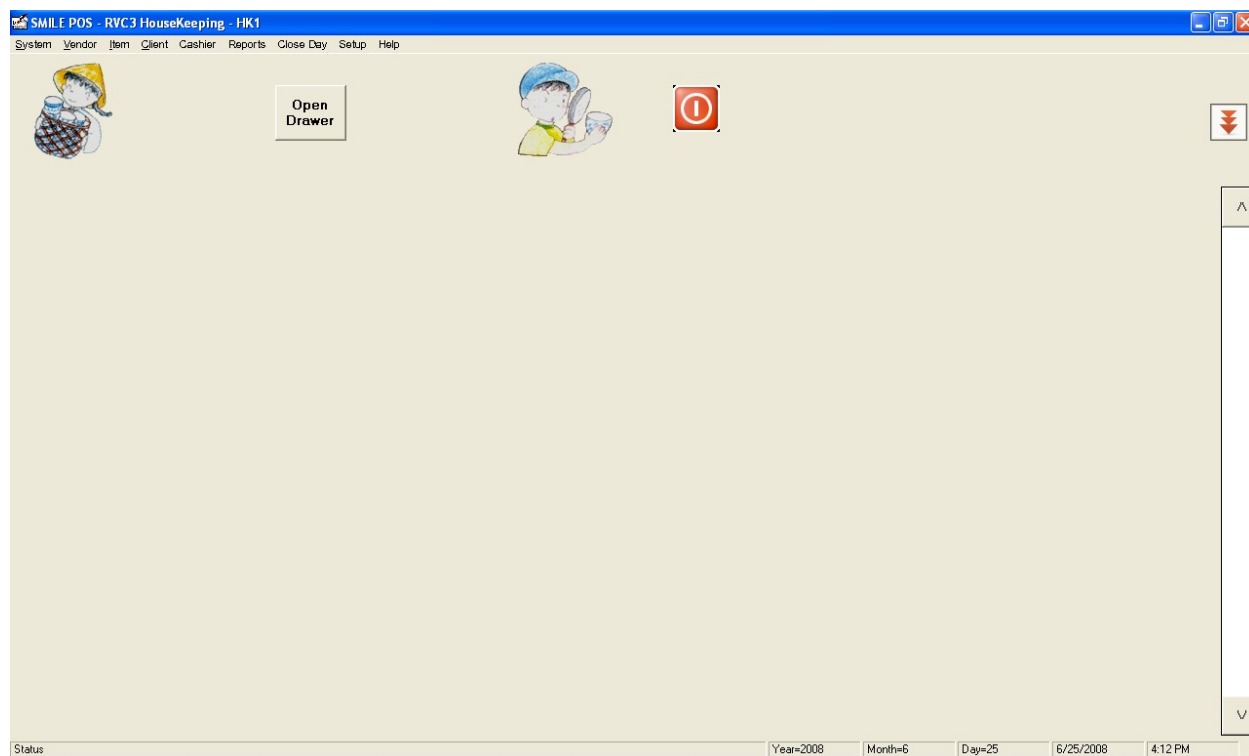 SMILE POS - RVC3 HouseKeeping - HK1
System Vendor Item Client Cashier Reports Close Day Setup Help
Open
Drawer
Status Year=2008 Month=6 Day=25 6/25/2008 4:12 PM